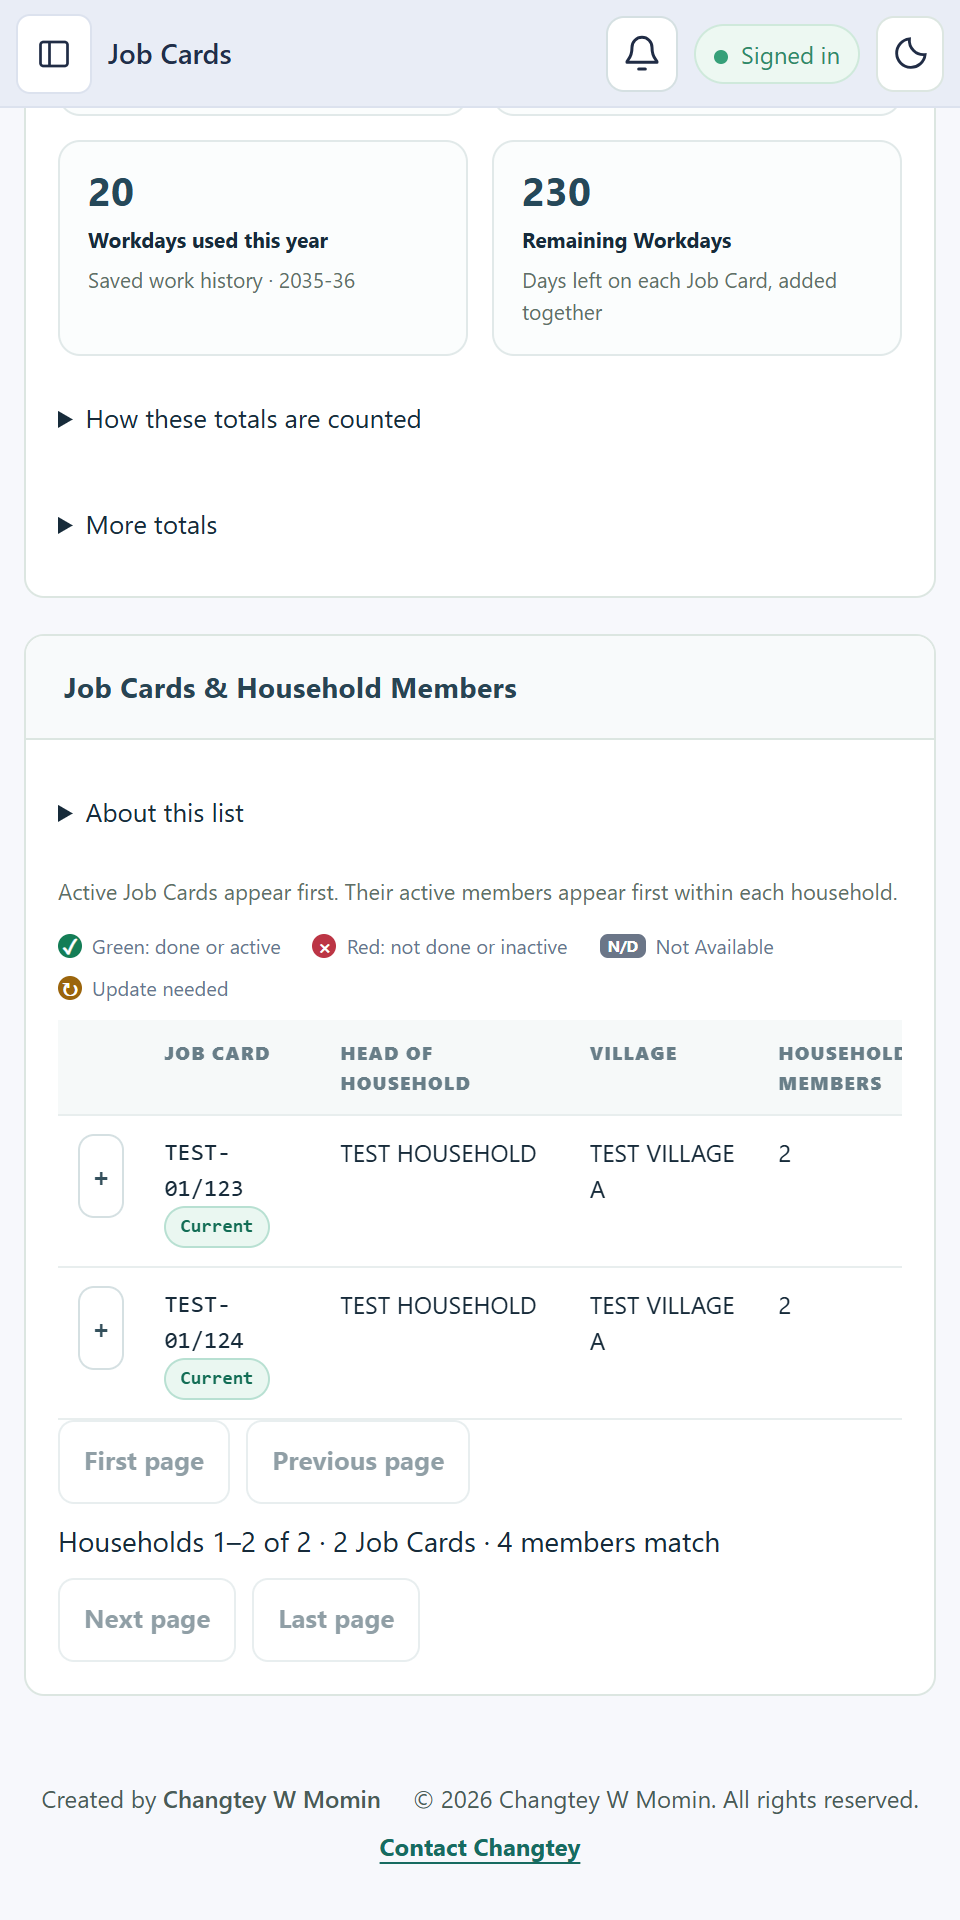 Job Cards
Signed in
20
Workdays used this year
Saved work history · 2035-36
230
Remaining Workdays
Days left on each Job Card, added
together
How these totals are counted
More totals
Job Cards & Household Members
About this list
Active Job Cards appear first. Their active members appear first within each household.
Green: done or active
Red: not done or inactive
N/D Not Available
Update needed
JOB CARD
HEAD OF
HOUSEHOLD
VILLAGE
HOUSEHOLD
MEMBERS
+
TEST-
01/123
Current
TEST HOUSEHOLD
TEST VILLAGE
A
2
+
TEST-
01/124
Current
TEST HOUSEHOLD
TEST VILLAGE
A
2
First page
Previous page
Households 1–2 of 2 · 2 Job Cards · 4 members match
Next page
Last page
Created by Changtey W Momin
© 2026 Changtey W Momin. All rights reserved.
Contact Changtey